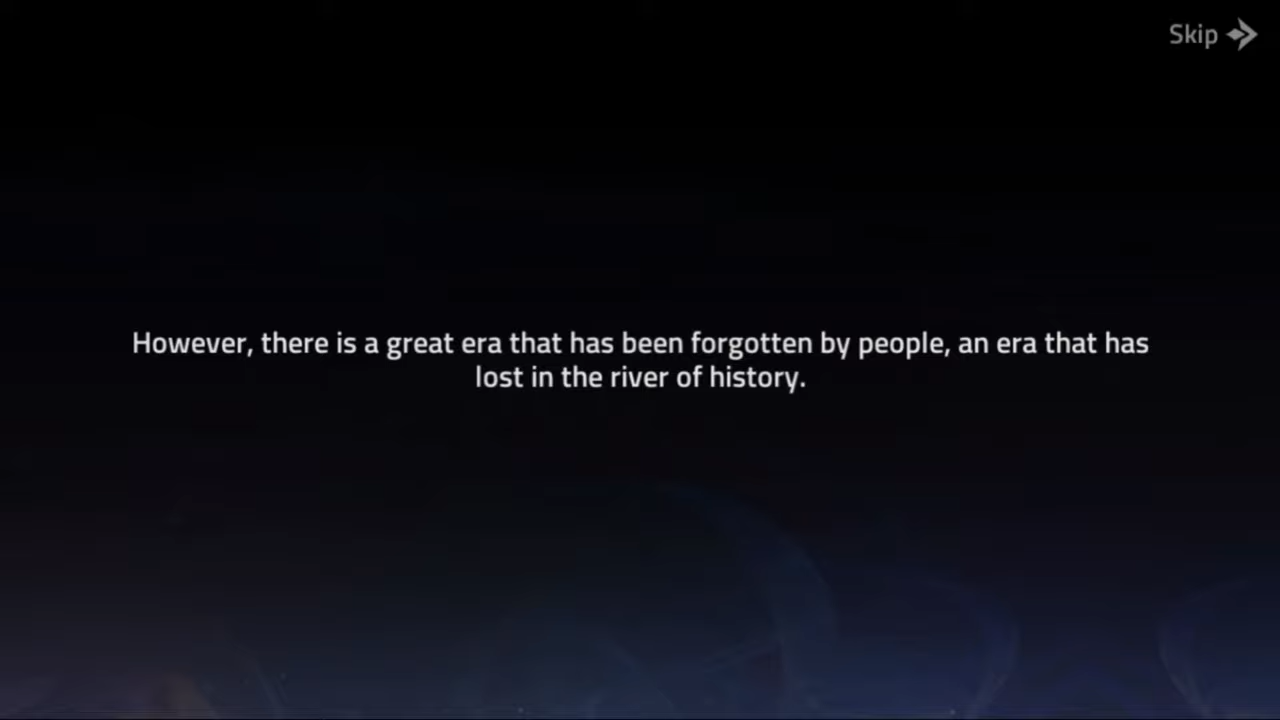 Skip
However, there is a great era that has been forgotten by people, an era that has
lost in the river of history.